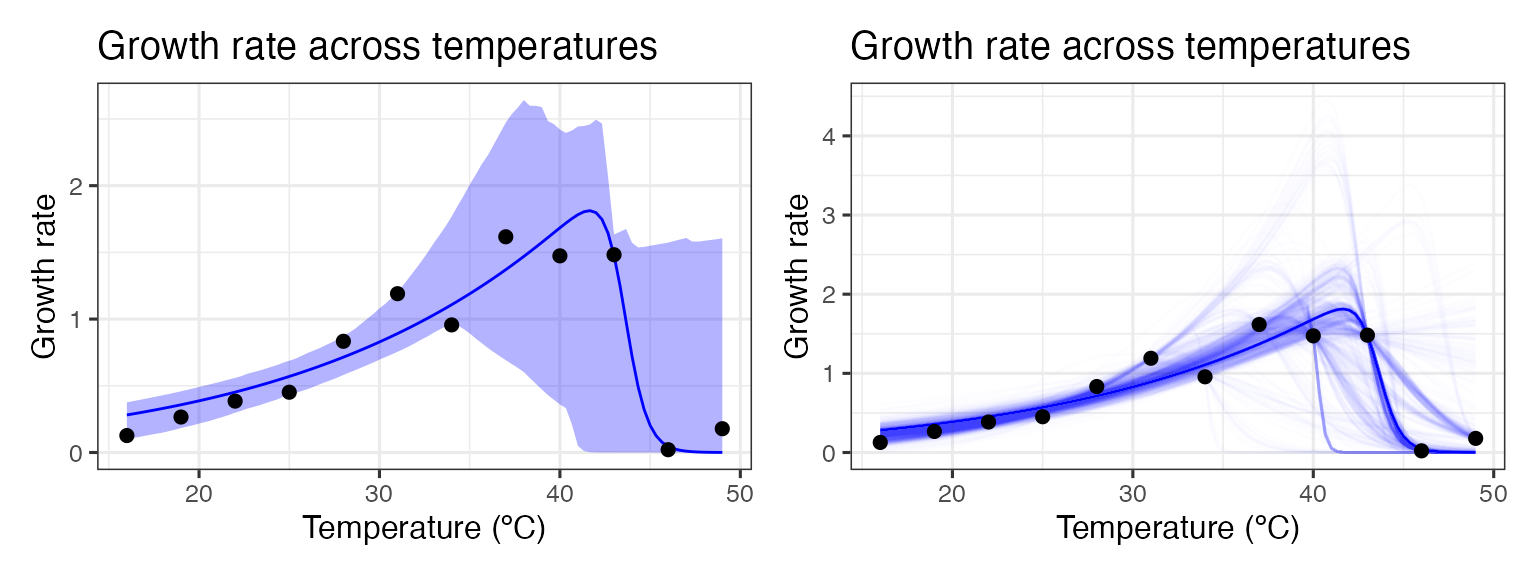 Growth rate across temperatures
Growth rate
2
1
0
20 30 40 50
Temperature (°C)
Growth rate across temperatures
Growth rate
4
3
2
1
0
20 30 40 50
Temperature (°C)